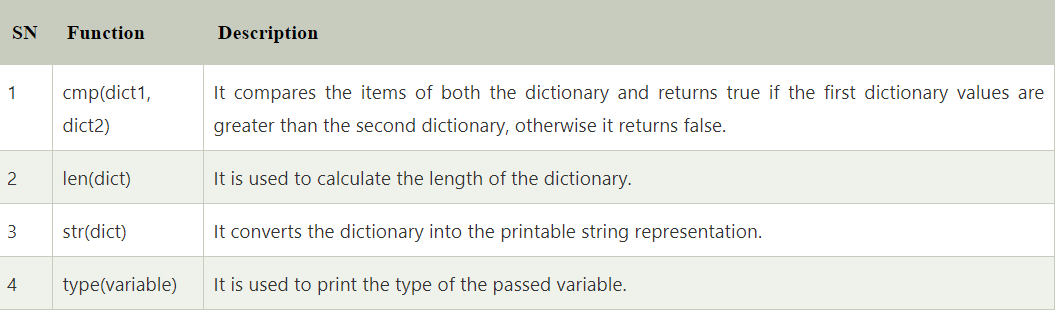 SN Function Description
1 cmp(dict1, dict2) It compares the items of both the dictionary and returns true if the first dictionary values are
greater than the second dictionary, otherwise it returns false.
2 len(dict) It is used to calculate the length of the dictionary.
3 str(dict) It converts the dictionary into the printable string representation.
4 type(variable) It is used to print the type of the passed variable.